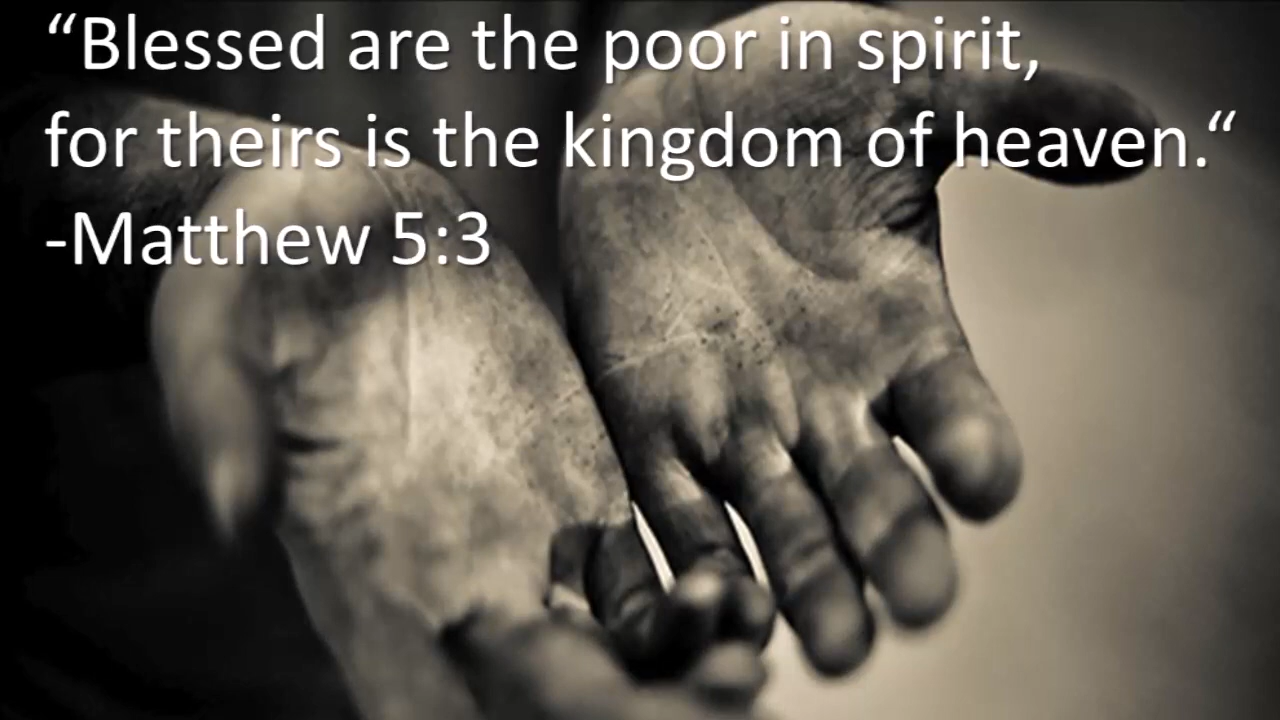 “Blessed are the poor in spirit,
for theirs is the kingdom of heaven.“
-Matthew 5:3